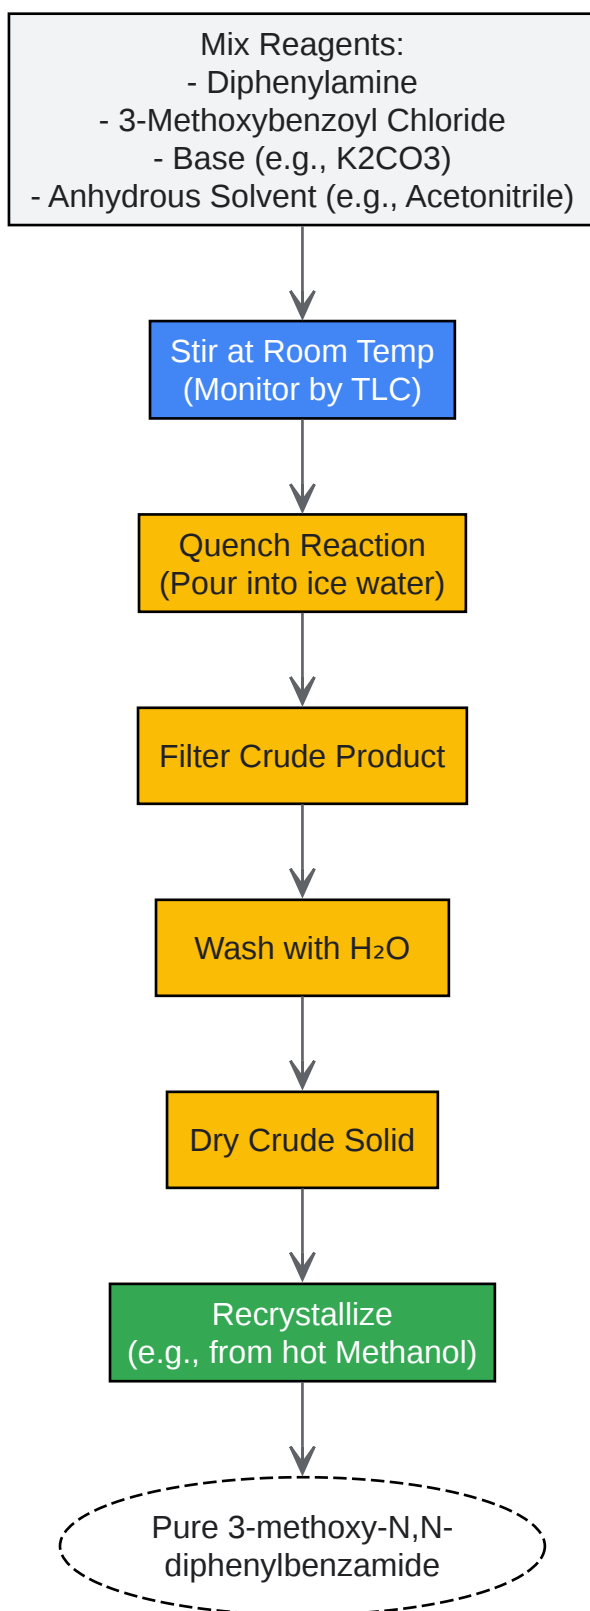 Mix Reagents:
- Diphenylamine
- 3-Methoxybenzoyl Chloride
- Base (e.g., K2CO3)
- Anhydrous Solvent (e.g., Acetonitrile)
Stir at Room Temp
(Monitor by TLC)
Quench Reaction
(Pour into ice water)
Filter Crude Product
Wash with H₂O
Dry Crude Solid
Recrystallize
(e.g., from hot Methanol)
Pure 3-methoxy-N,N-
diphenylbenzamide